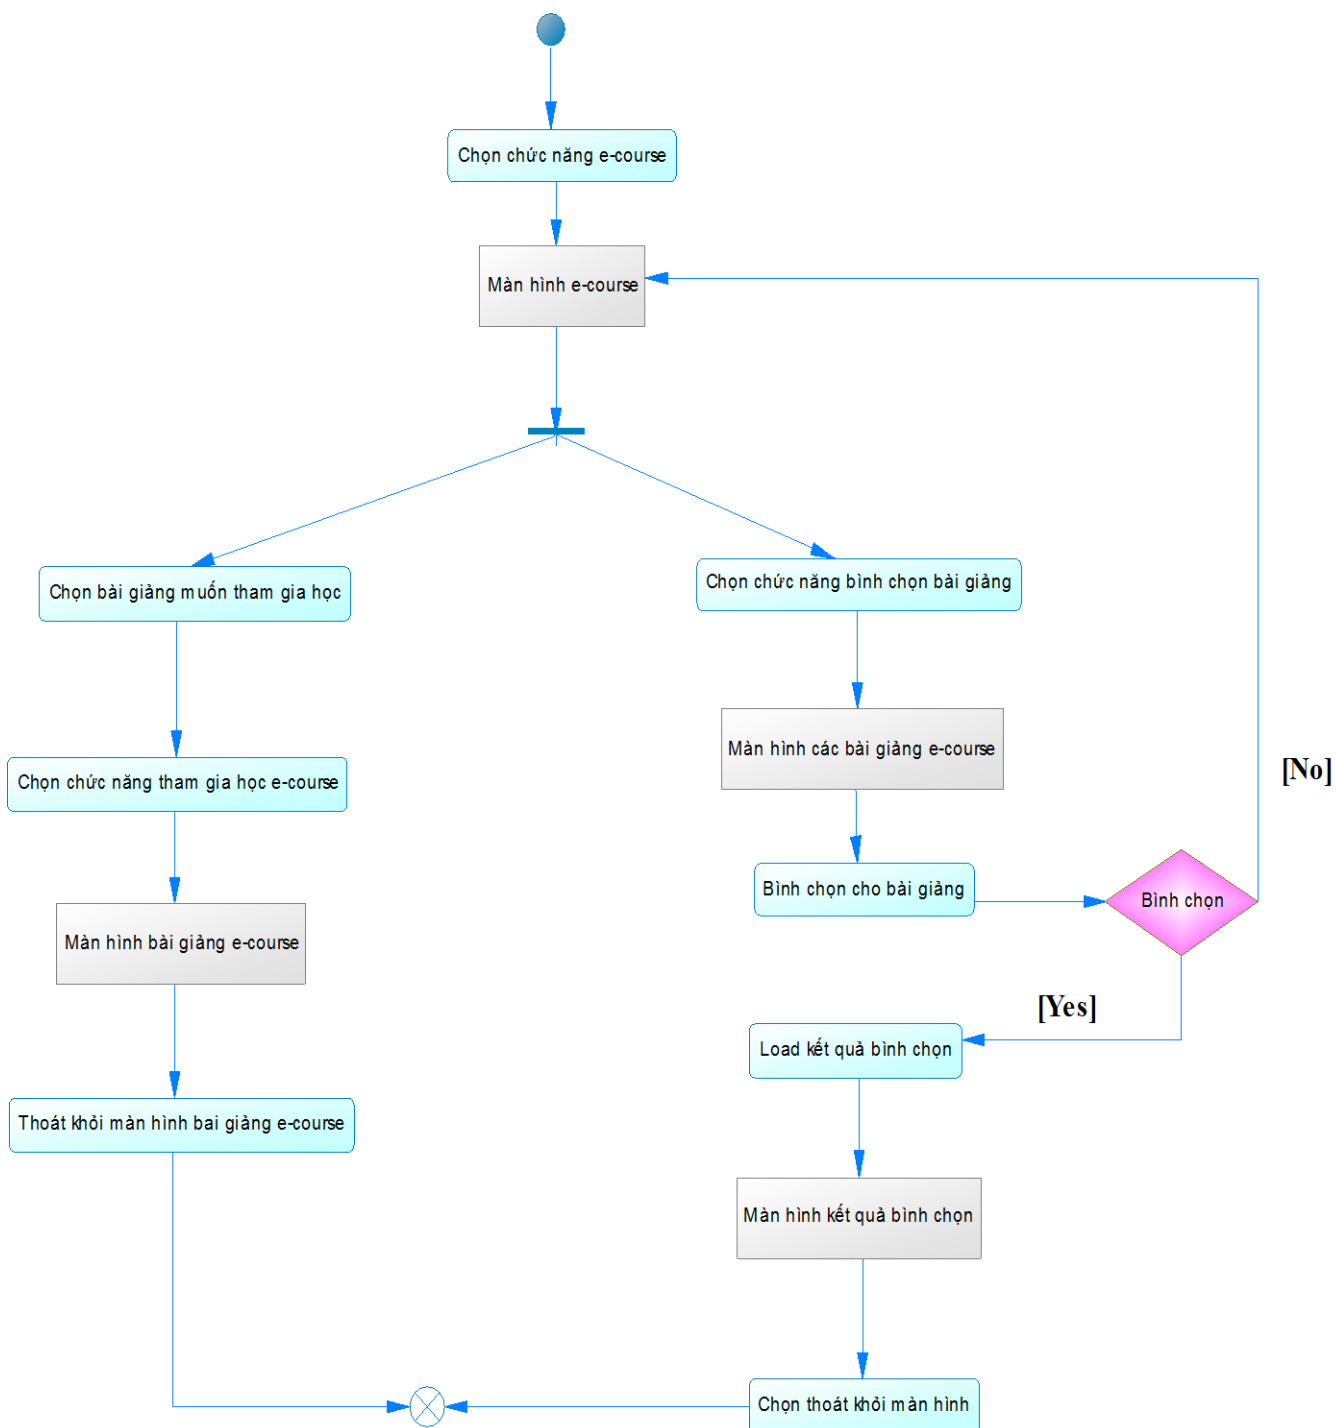 Chọn chức năng e-course
Màn hình e-course
Chọn bài giảng muốn tham gia học
Chọn chức năng bình chọn bài giảng
Chọn chức năng tham gia học e-course
Màn hình các bài giảng e-course
[No]
Bình chọn cho bài giảng
Bình chọn
Màn hình bài giảng e-course
[Yes]
Load kết quả bình chọn
Thoát khỏi màn hình bai giảng e-course
Màn hình kết quả bình chọn
Chọn thoát khỏi màn hình